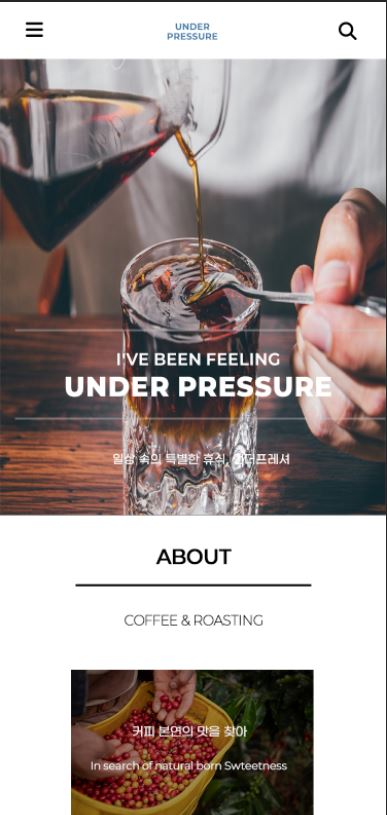 UNDER
PRESSURE
I'VE BEEN FEELING
UNDER PRESSURE
일상 속의 특별한 휴식, 언더프레셔
ABOUT
COFFEE & ROASTING
커피 본연의 맛을 찾아
In search of natural born Swteetness